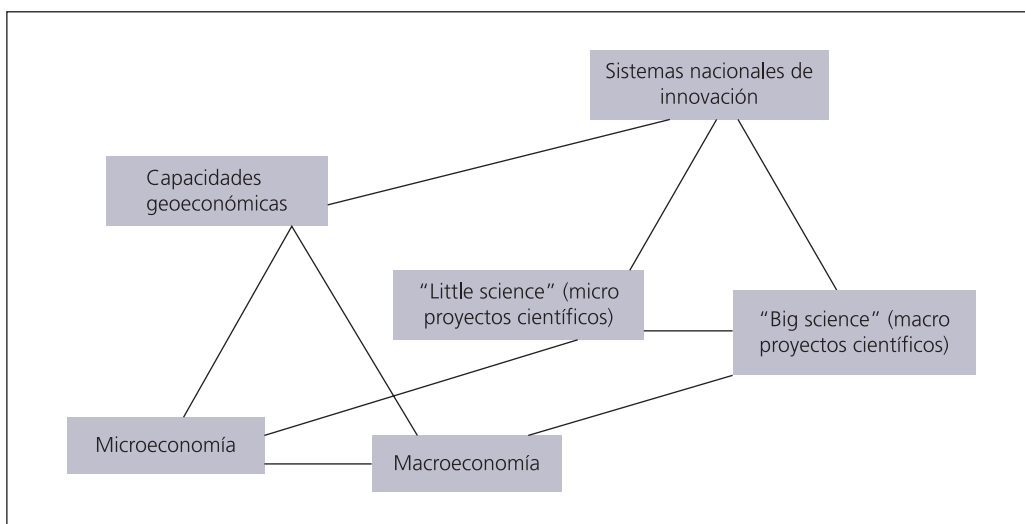 Sistemas nacionales de
innovación
Capacidades
geoeconómicas
“Little science” (micro
proyectos científicos)
“Big science” (macro
proyectos científicos)
Microeconomía
Macroeconomía